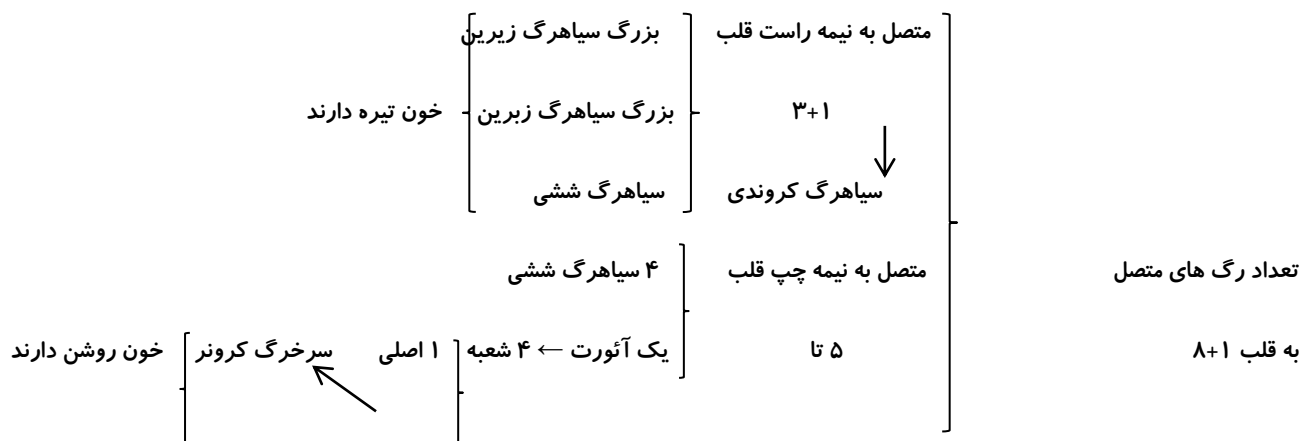 متصل به نیمه راست قلب بزرگ سیاهرگ زیرین
۳+۱ بزرگ سیاهرگ زبرین خون تیره دارند
سیاهرگ کروندی سیاهرگ ششی
تعداد رگ های متصل متصل به نیمه چپ قلب ۴ سیاهرگ ششی
به قلب ۸+۱ ۵ تا یک آئورت ← ۴ شعبه ۱ اصلی سرخرگ کرونر خون روشن دارند